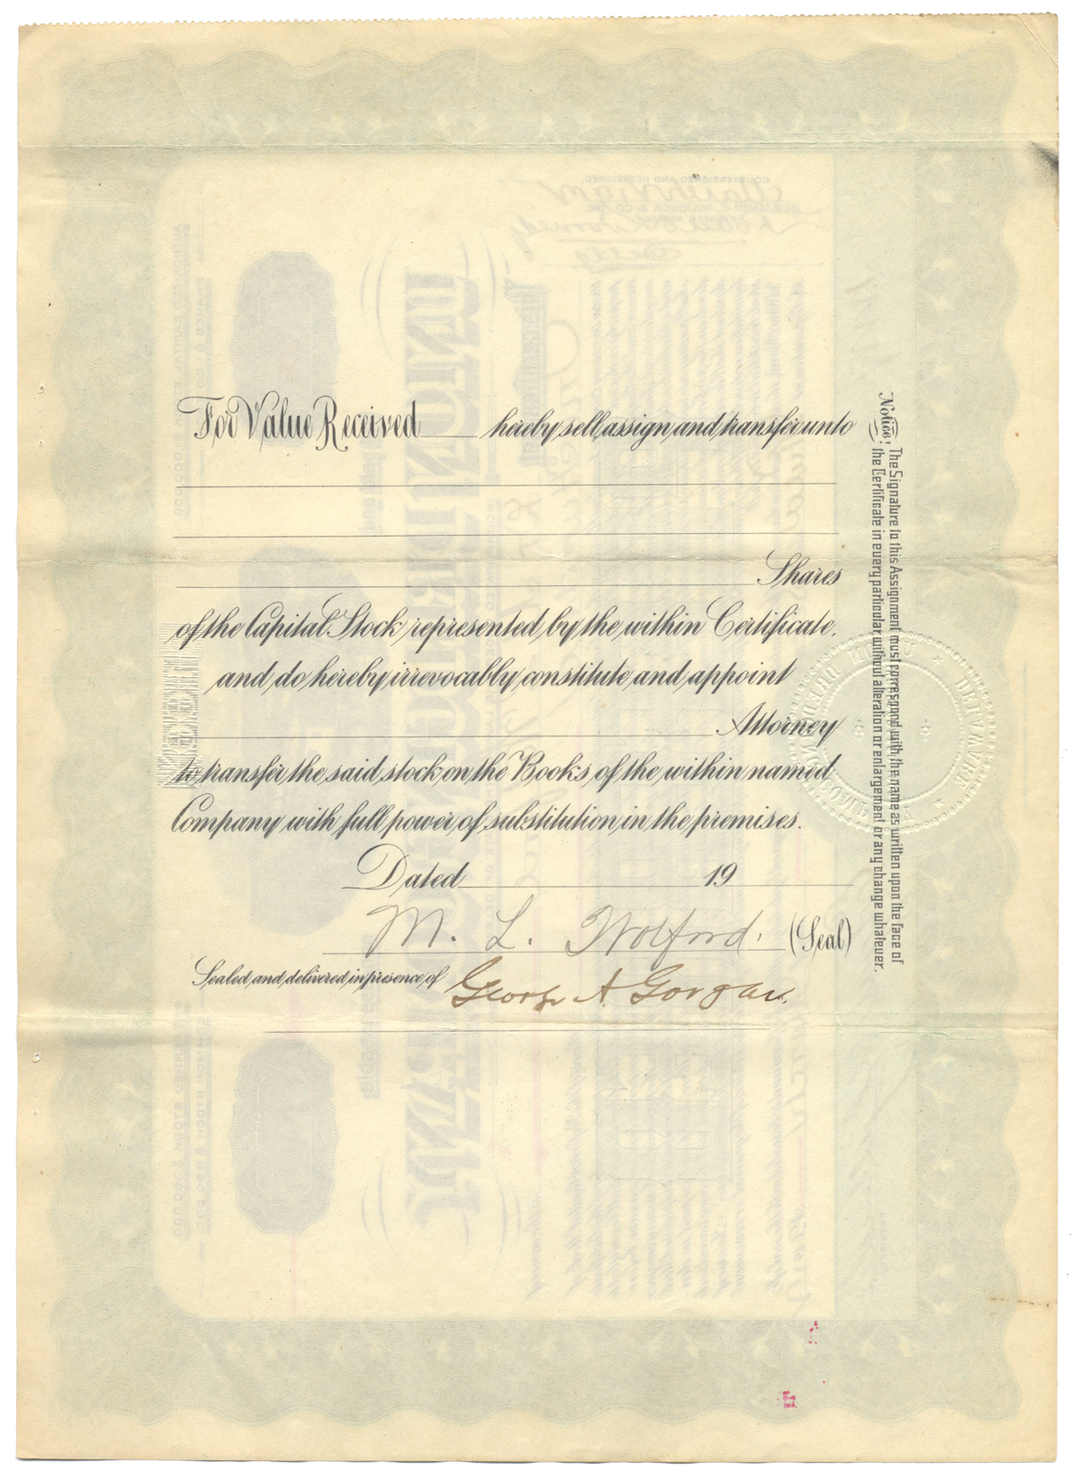 For Value Received hereby sell, assign and transfer unto
Shares
of the Capital Stock represented by the within Certificate,
and do hereby irrevocably constitute and appoint
Attorney
to transfer the said stock on the Books of the within named
Company with full power of substitution in the premises.
Dated 19
M. L. Wolford. (Seal)
Sealed and delivered in presence of George A. Gorgas.
Notice! The Signature to this Assignment must correspond with the name as written upon the face of
the Certificate in every particular without alteration or enlargement or any change whatever.